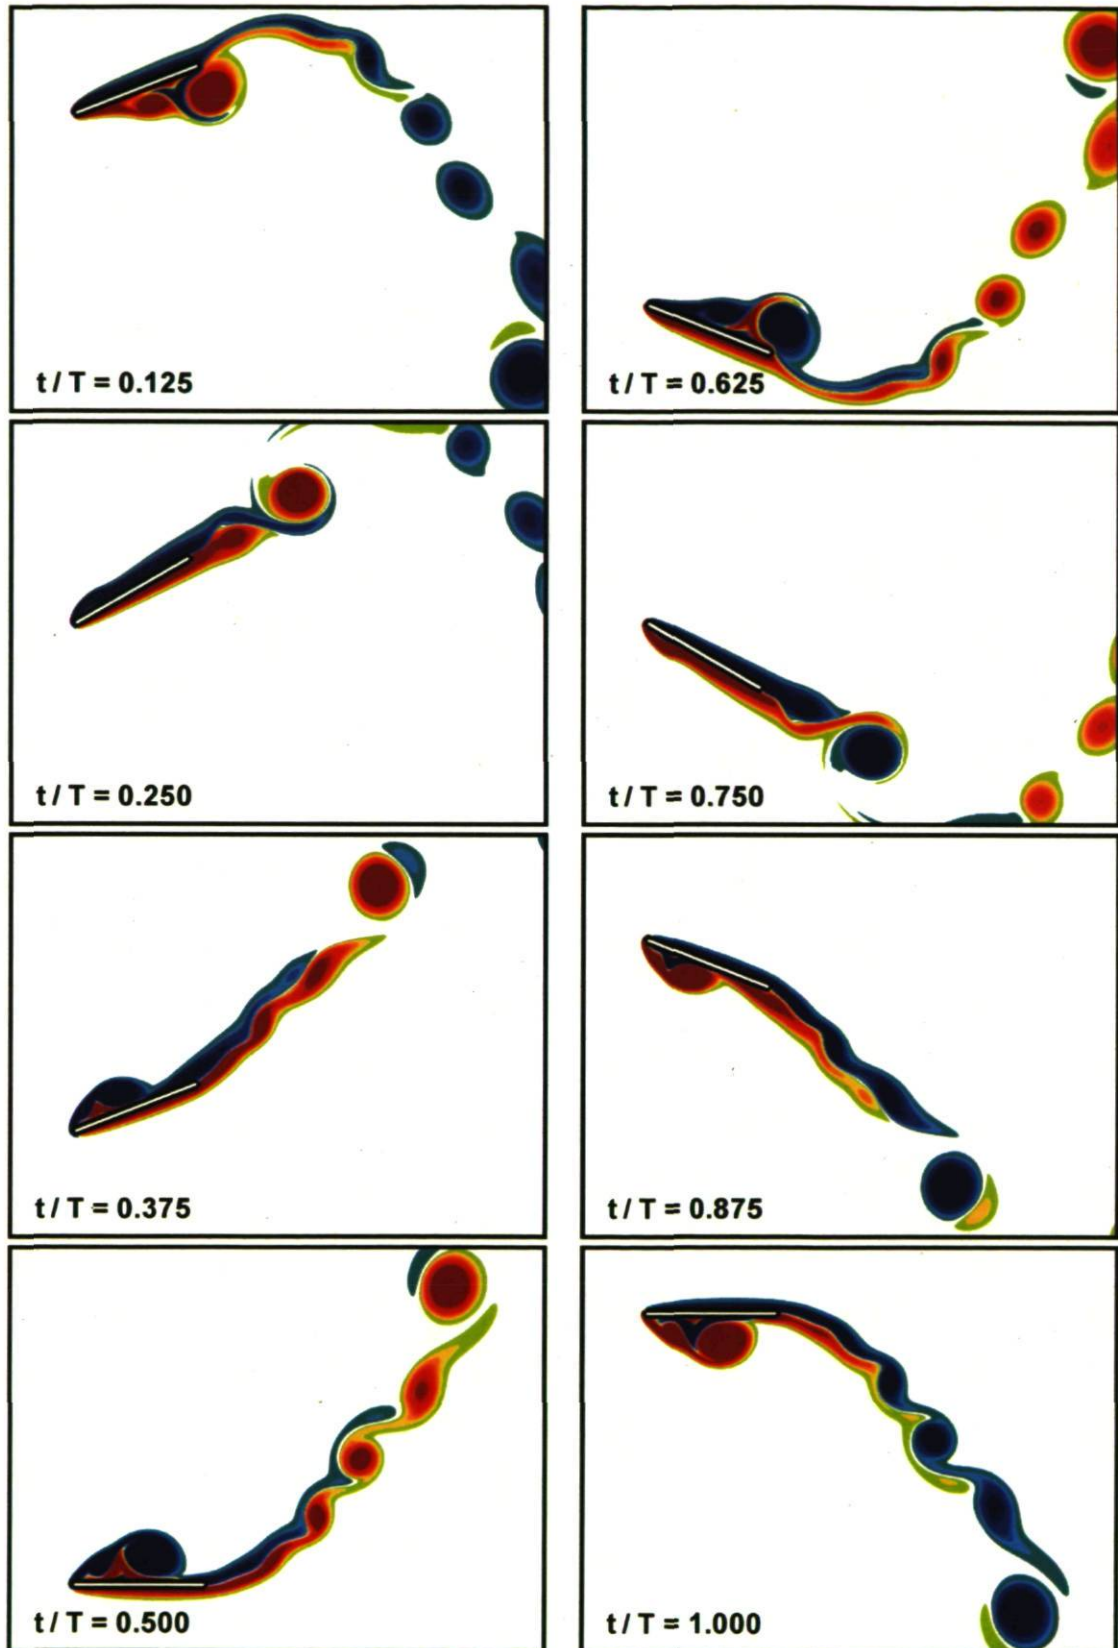 t / T = 0.125
t / T = 0.625
t / T = 0.250
t / T = 0.750
t / T = 0.375
t / T = 0.875
t / T = 0.500
t / T = 1.000